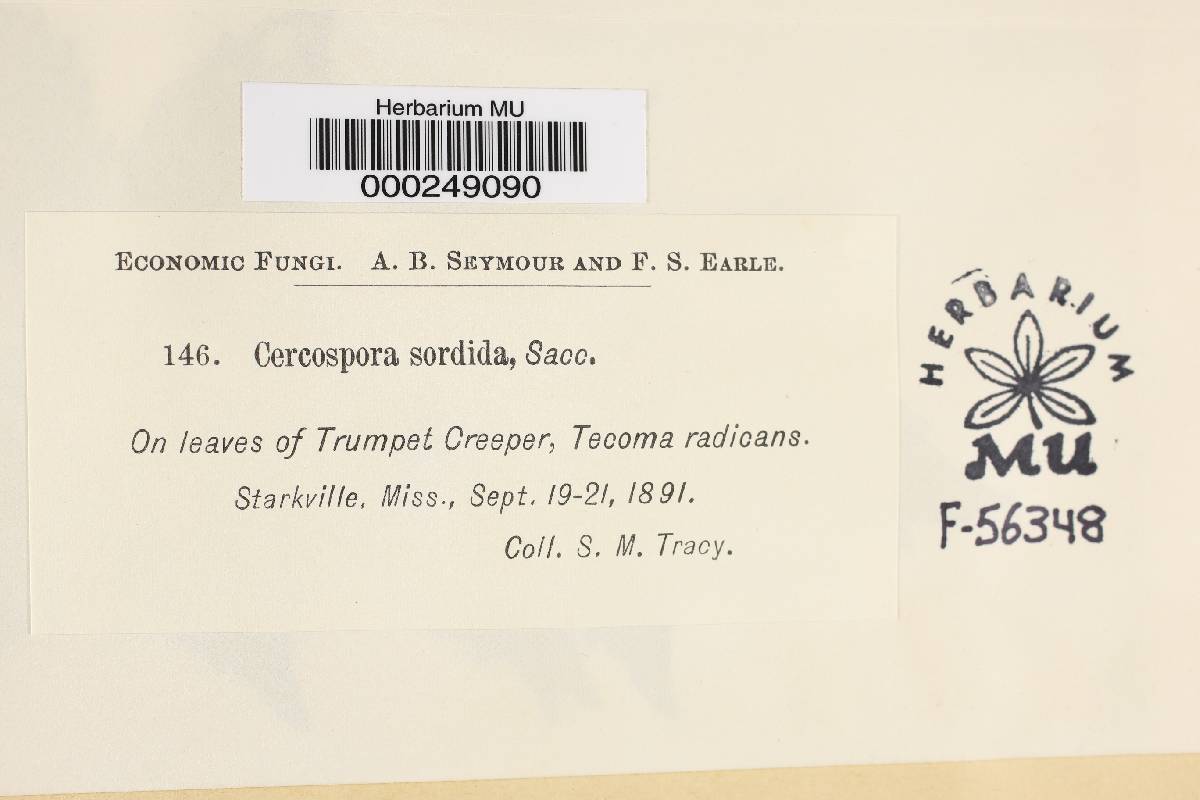 Herbarium MU
000249090
ECONOMIC FUNGI. A. B. SEYMOUR AND F. S. EARLE.
146. Cercospora sordida, Sacc.
On leaves of Trumpet Creeper, Tecoma radicans.
Starkville, Miss., Sept. 19-21, 1891.
Coll. S. M. Tracy.
HERBARIUM
MU
F-56348